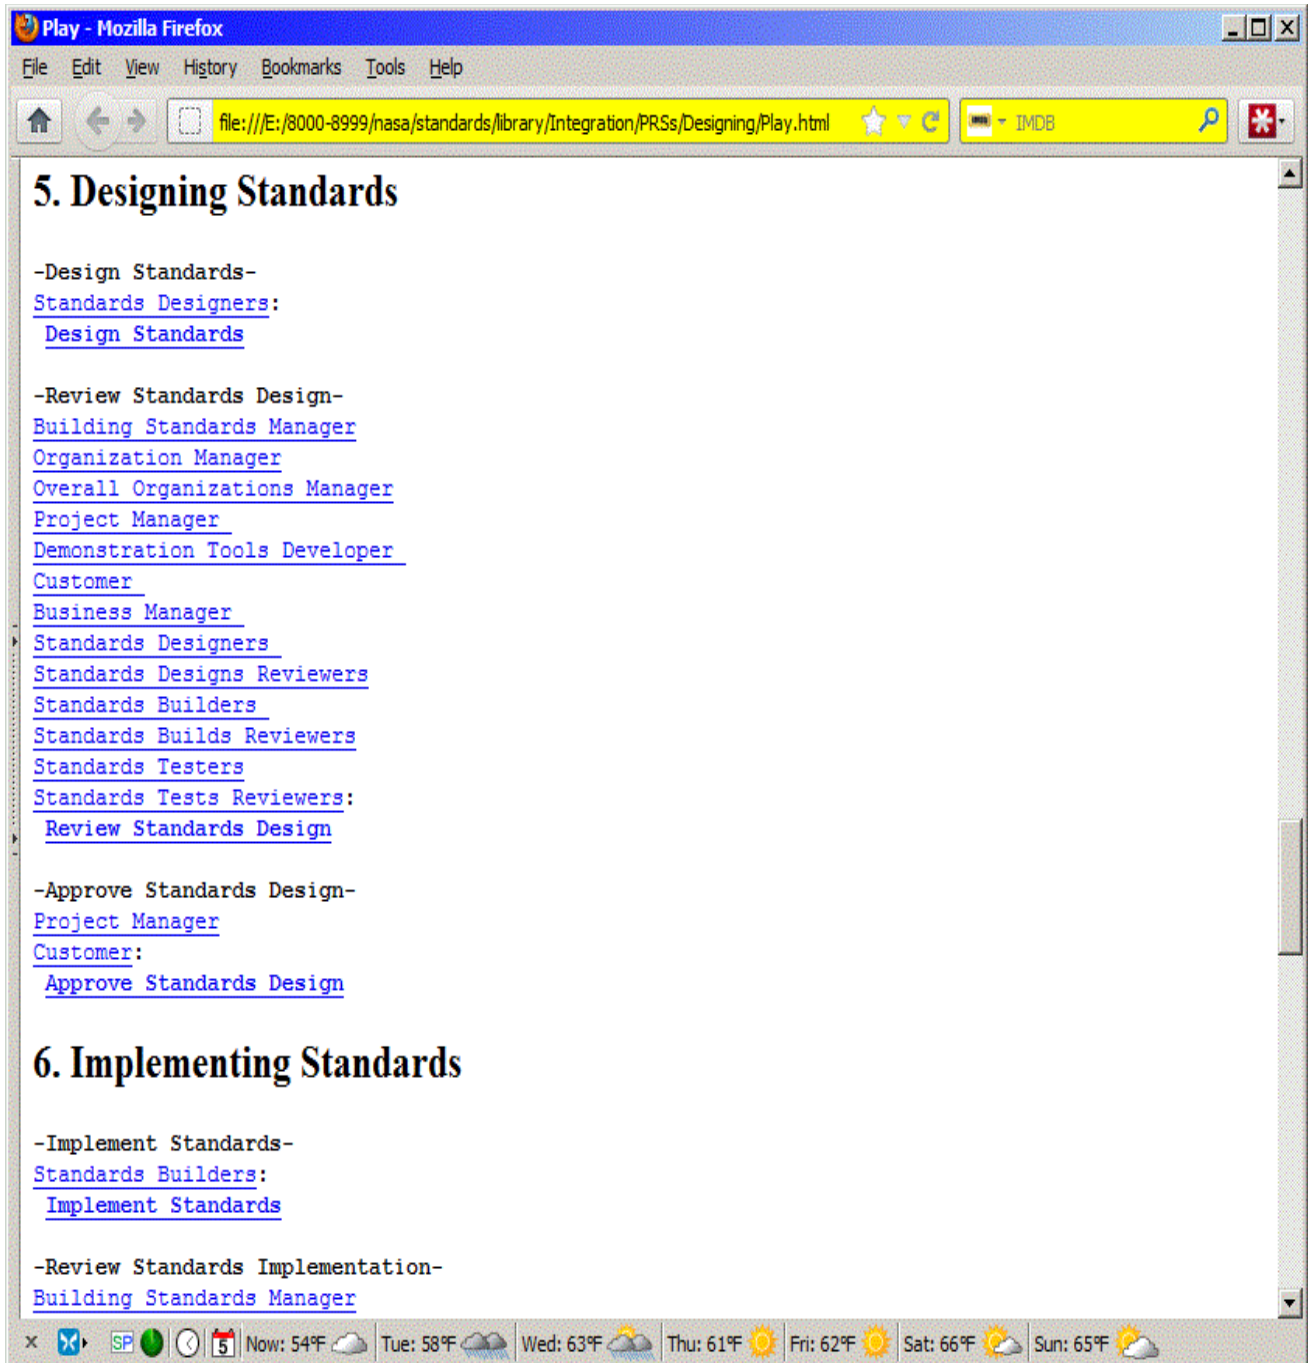 Play - Mozilla Firefox
File Edit View History Bookmarks Tools Help
file:///E:/8000-8999/nasa/standards/library/Integration/PRSs/Designing/Play.html IMDB
5. Designing Standards
-Design Standards-
Standards Designers:
Design Standards
-Review Standards Design-
Building Standards Manager
Organization Manager
Overall Organizations Manager
Project Manager
Demonstration Tools Developer
Customer
Business Manager
Standards Designers
Standards Designs Reviewers
Standards Builders
Standards Builds Reviewers
Standards Testers
Standards Tests Reviewers:
Review Standards Design
-Approve Standards Design-
Project Manager
Customer:
Approve Standards Design
6. Implementing Standards
-Implement Standards-
Standards Builders:
Implement Standards
-Review Standards Implementation-
Building Standards Manager
SP 5 Now: 54°F Tue: 58°F Wed: 63°F Thu: 61°F Fri: 62°F Sat: 66°F Sun: 65°F